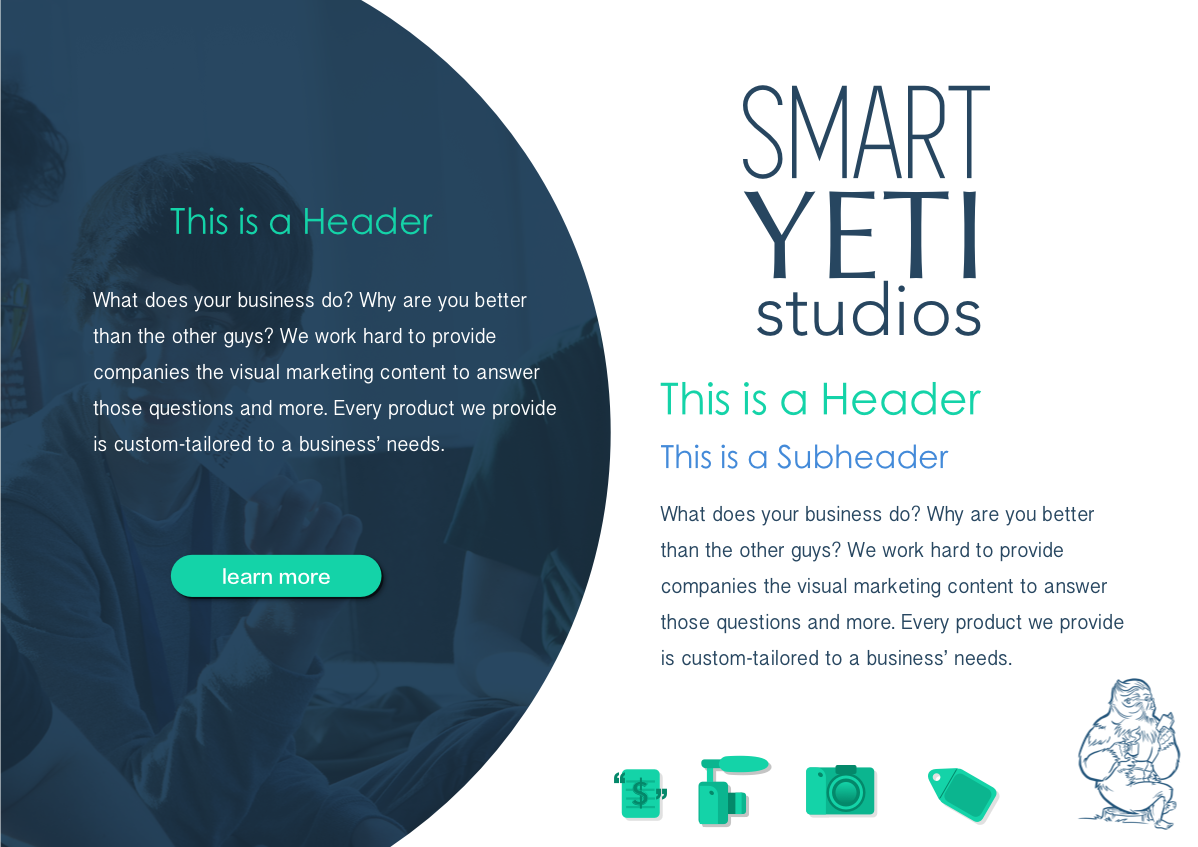 This is a Header
What does your business do? Why are you better
than the other guys? We work hard to provide
companies the visual marketing content to answer
those questions and more. Every product we provide
is custom-tailored to a business’ needs.
learn more
SMART
YETI
studios
This is a Header
This is a Subheader
What does your business do? Why are you better
than the other guys? We work hard to provide
companies the visual marketing content to answer
those questions and more. Every product we provide
is custom-tailored to a business’ needs.
“$”